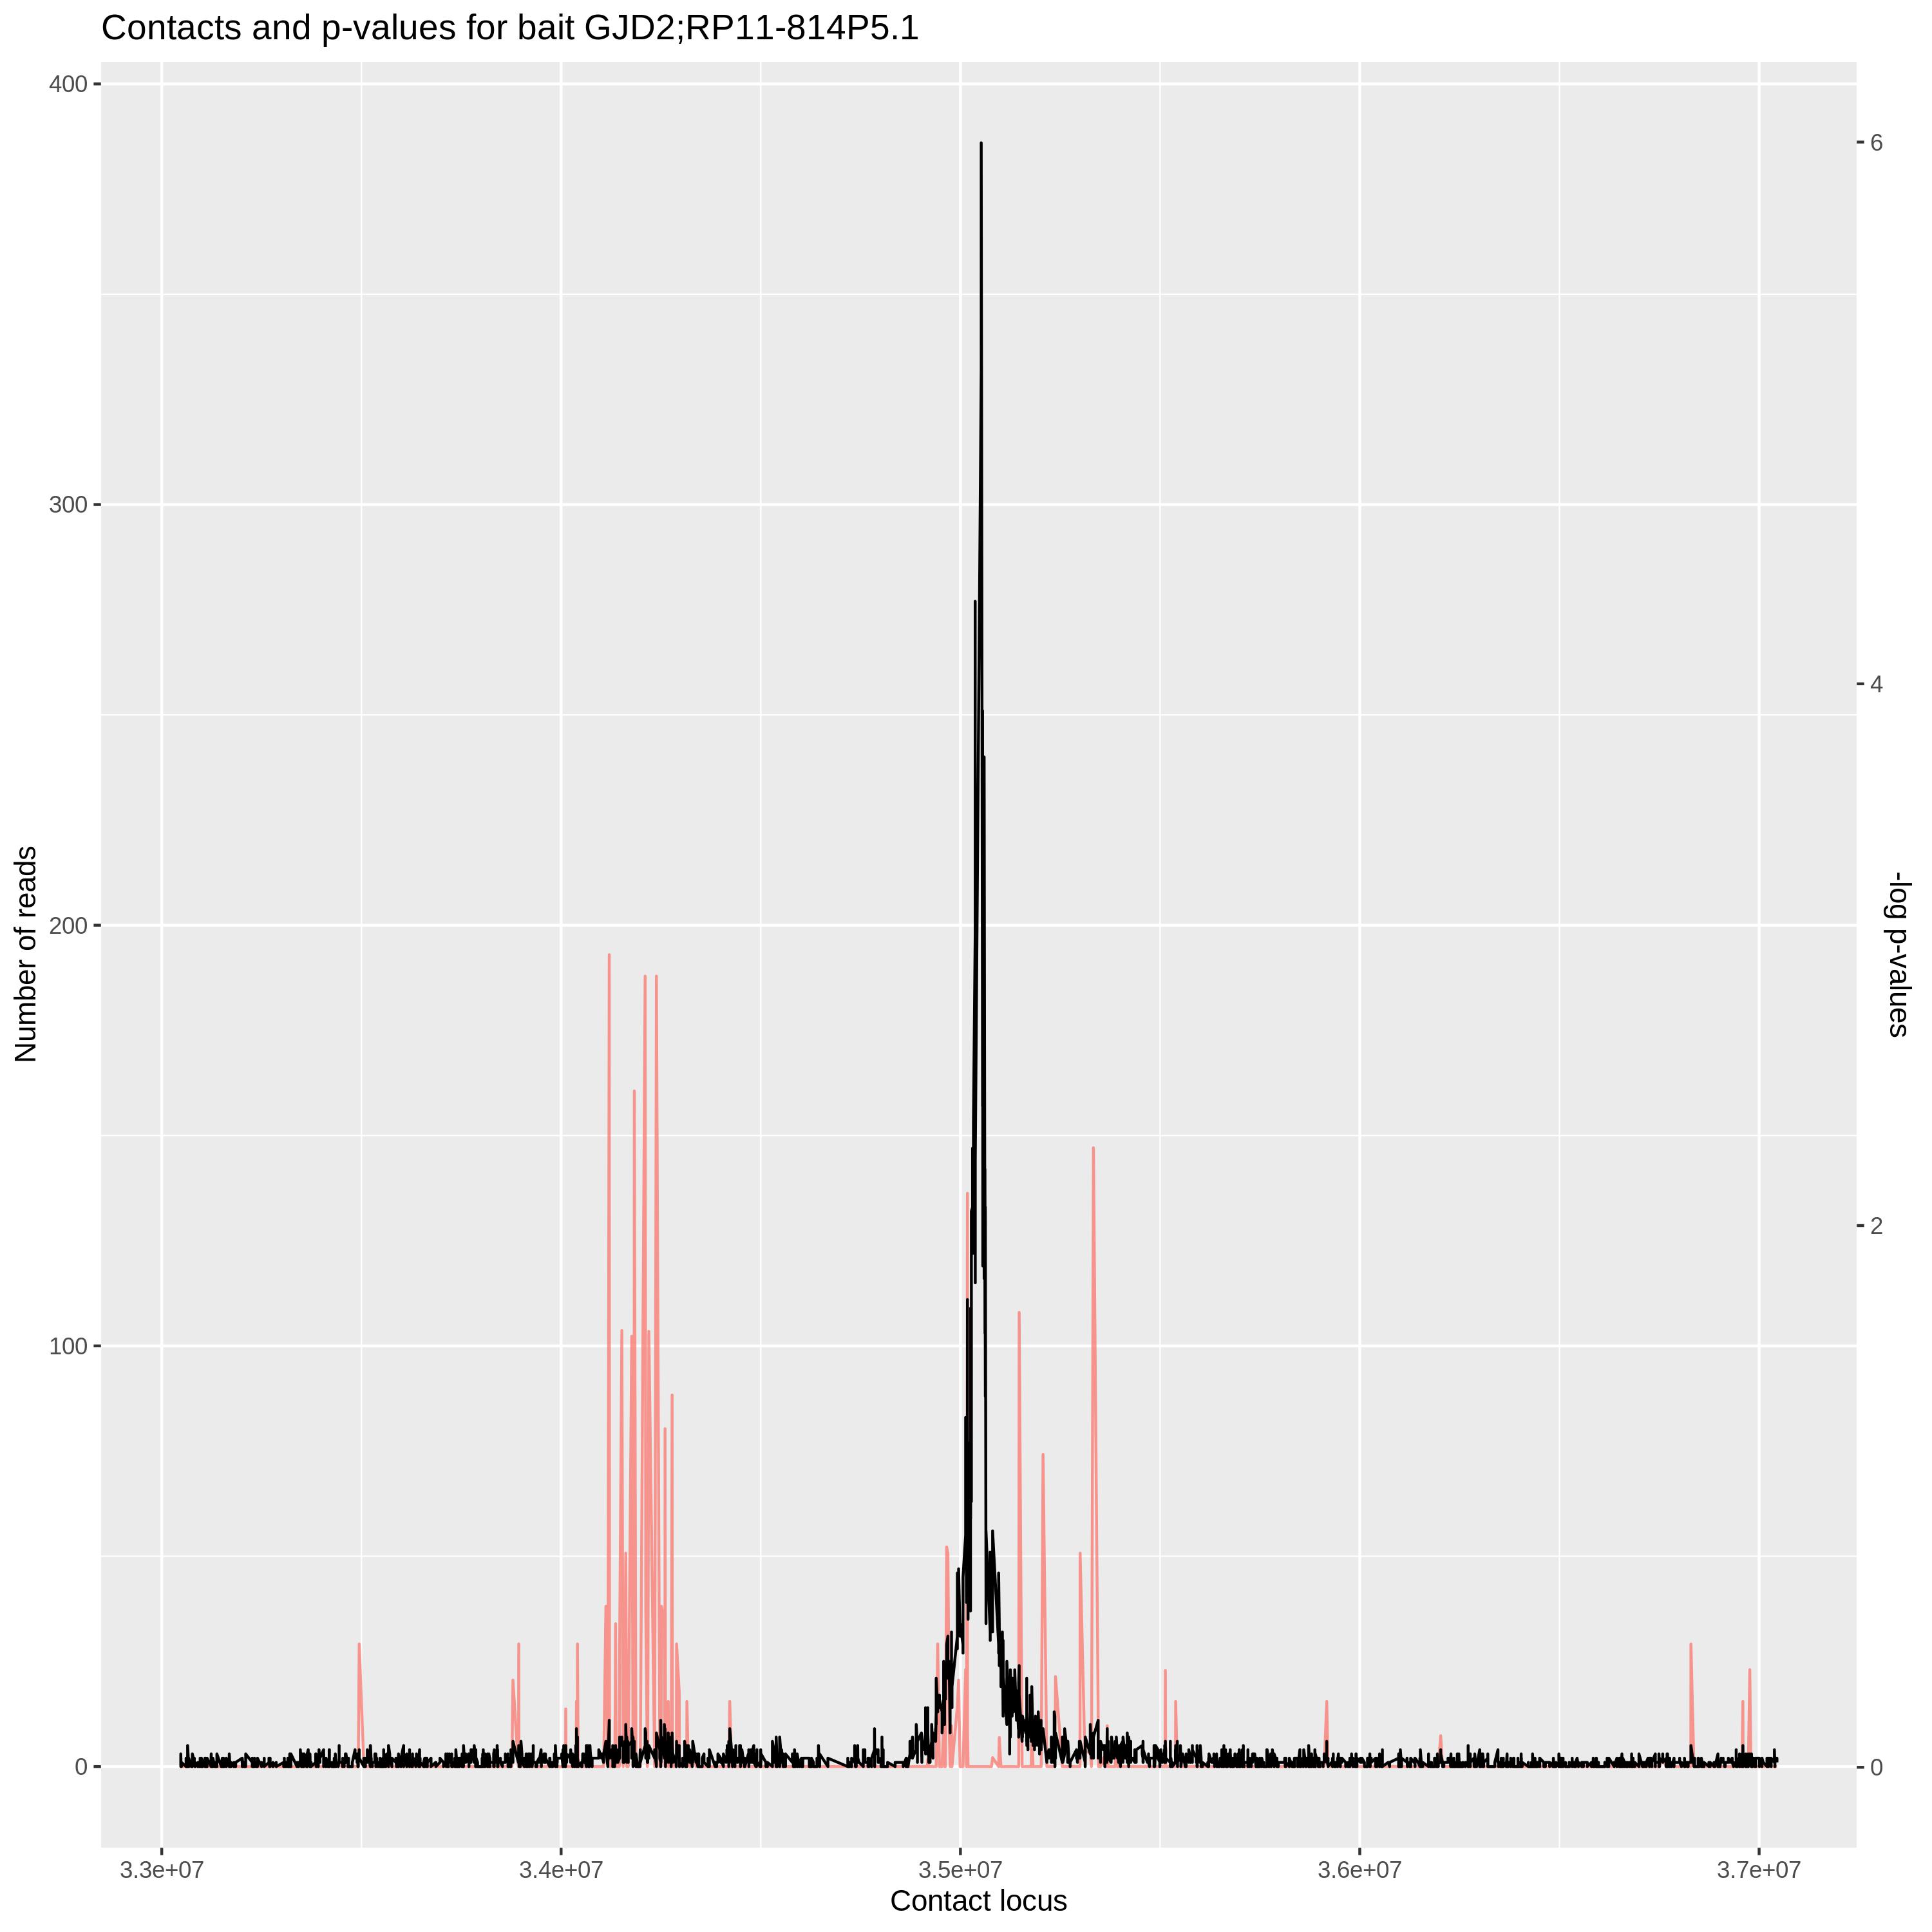 Contacts and p-values for bait GJD2;RP11-814P5.1
400
300
200
100
0
Number of reads
6
4
2
0
-log p-values
3.3e+07 3.4e+07 3.5e+07 3.6e+07 3.7e+07
Contact locus